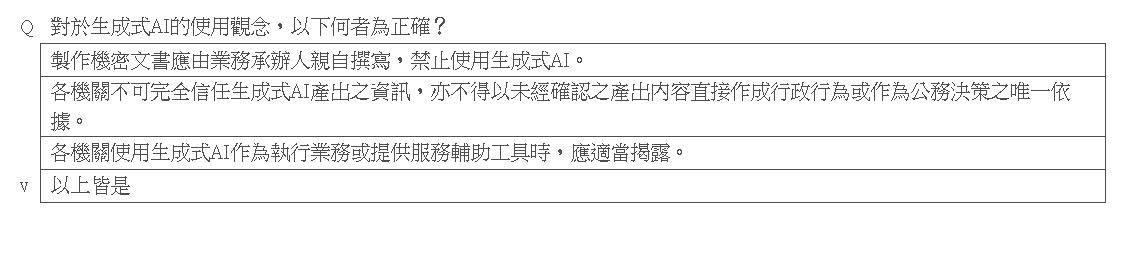 Q 對於生成式AI的使用觀念，以下何者為正確？
製作機密文書應由業務承辦人親自撰寫，禁止使用生成式AI。
各機關不可完全信任生成式AI產出之資訊，亦不得以未經確認之產出內容直接作成行政行為或作為公務決策之唯一依
據。
各機關使用生成式AI作為執行業務或提供服務輔助工具時，應適當揭露。
v 以上皆是